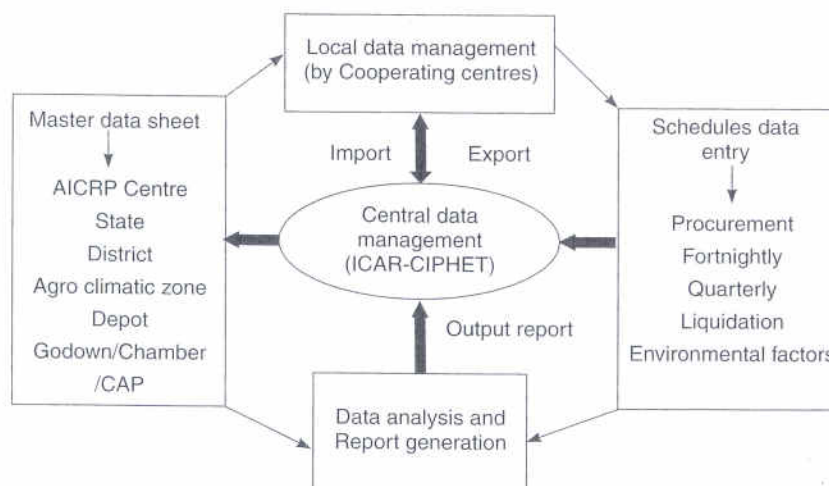 Local data management
(by Cooperating centres)
Master data sheet
AICRP Centre
State
District
Agro climatic zone
Depot
Godown/Chamber
/CAP
Import
Export
Central data
management
(ICAR-CIPHET)
Schedules data
entry
Procurement
Fortnightly
Quarterly
Liquidation
Environmental factors
Output report
Data analysis and
Report generation